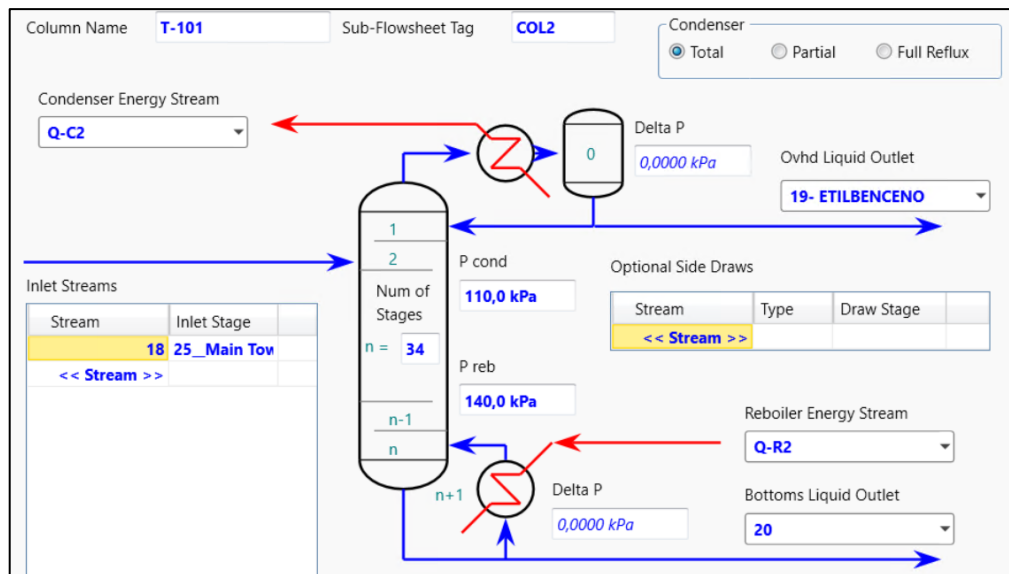 Column Name T-101 Sub-Flowsheet Tag COL2
Condenser
Total Partial Full Reflux
Condenser Energy Stream
Q-C2
0
Delta P
0,0000 kPa
Ovhd Liquid Outlet
19- ETILBENCENO
1
2
Inlet Streams
Stream Inlet Stage
18 25__Main Tow
<< Stream >>
Num of
Stages
n = 34
n-1
n
n+1
P cond
110,0 kPa
P reb
140,0 kPa
Optional Side Draws
Stream Type Draw Stage
<< Stream >>
Reboiler Energy Stream
Q-R2
Delta P
0,0000 kPa
Bottoms Liquid Outlet
20